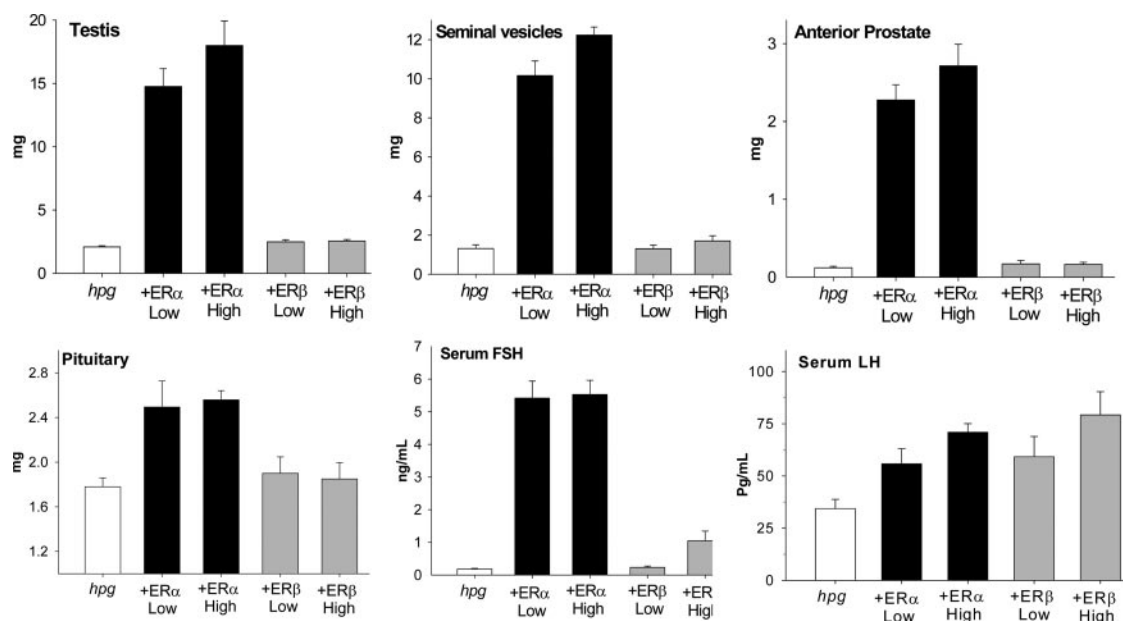 Testis
20
15
10
5
0
mg
hpg +ERα +ERα +ERβ +ERβ
Low High Low High
Seminal vesicles
12
10
8
6
4
2
0
mg
hpg +ERα +ERα +ERβ +ERβ
Low High Low High
Anterior Prostate
3
2
1
0
mg
hpg +ERα +ERα +ERβ +ERβ
Low High Low High
Pituitary
2.8
2.4
2.0
1.6
1.2
mg
hpg +ERα +ERα +ERβ +ERβ
Low High Low High
Serum FSH
7
6
5
4
3
2
1
0
ng/mL
hpg +ERα +ERα +ERβ +ER
Low High Low Higl
Serum LH
100
75
50
25
0
Pg/mL
hpg +ERα +ERα +ERβ +ERβ
Low High Low High